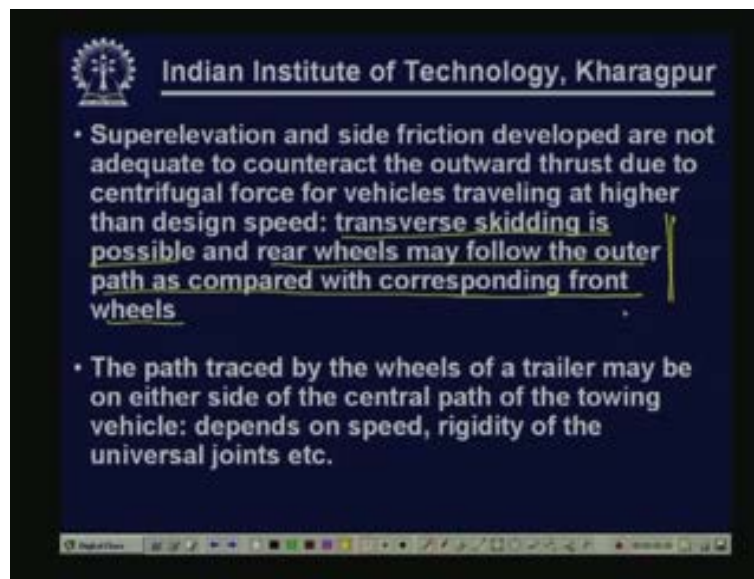 Indian Institute of Technology, Kharagpur
• Superelevation and side friction developed are not
adequate to counteract the outward thrust due to
centrifugal force for vehicles traveling at higher
than design speed: transverse skidding is
possible and rear wheels may follow the outer
path as compared with corresponding front
wheels
• The path traced by the wheels of a trailer may be
on either side of the central path of the towing
vehicle: depends on speed, rigidity of the
universal joints etc.